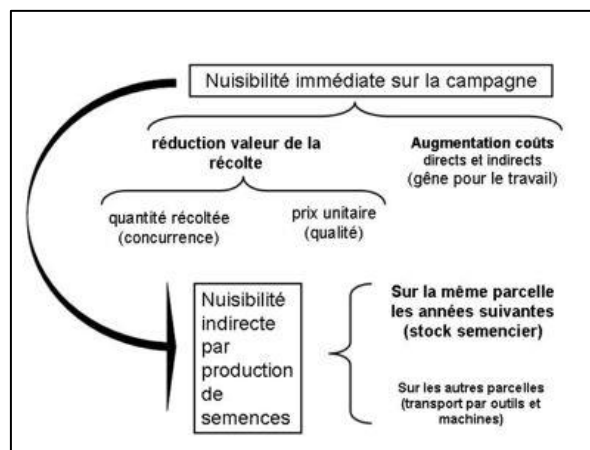 Nuisibilité immédiate sur la campagne
réduction valeur de la
récolte
Augmentation coûts
directs et indirects
(gêne pour le travail)
quantité récoltée
(concurrence)
prix unitaire
(qualité)
Nuisibilité
indirecte
par
production
de
semences
Sur la même parcelle
les années suivantes
(stock semencier)
Sur les autres parcelles
(transport par outils et
machines)